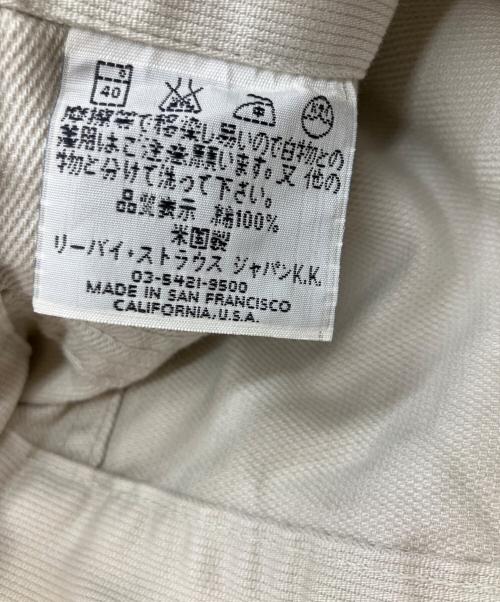 40
摩擦等で移染し易いので白物との
着用はご注意願います。又 他の
物と分けて洗って下さい。
品質表示 綿100%
米国製
リーバイ・ストラウス ジャパンK.K.
03-5421-9500
MADE IN SAN FRANCISCO
CALIFORNIA, U.S.A.